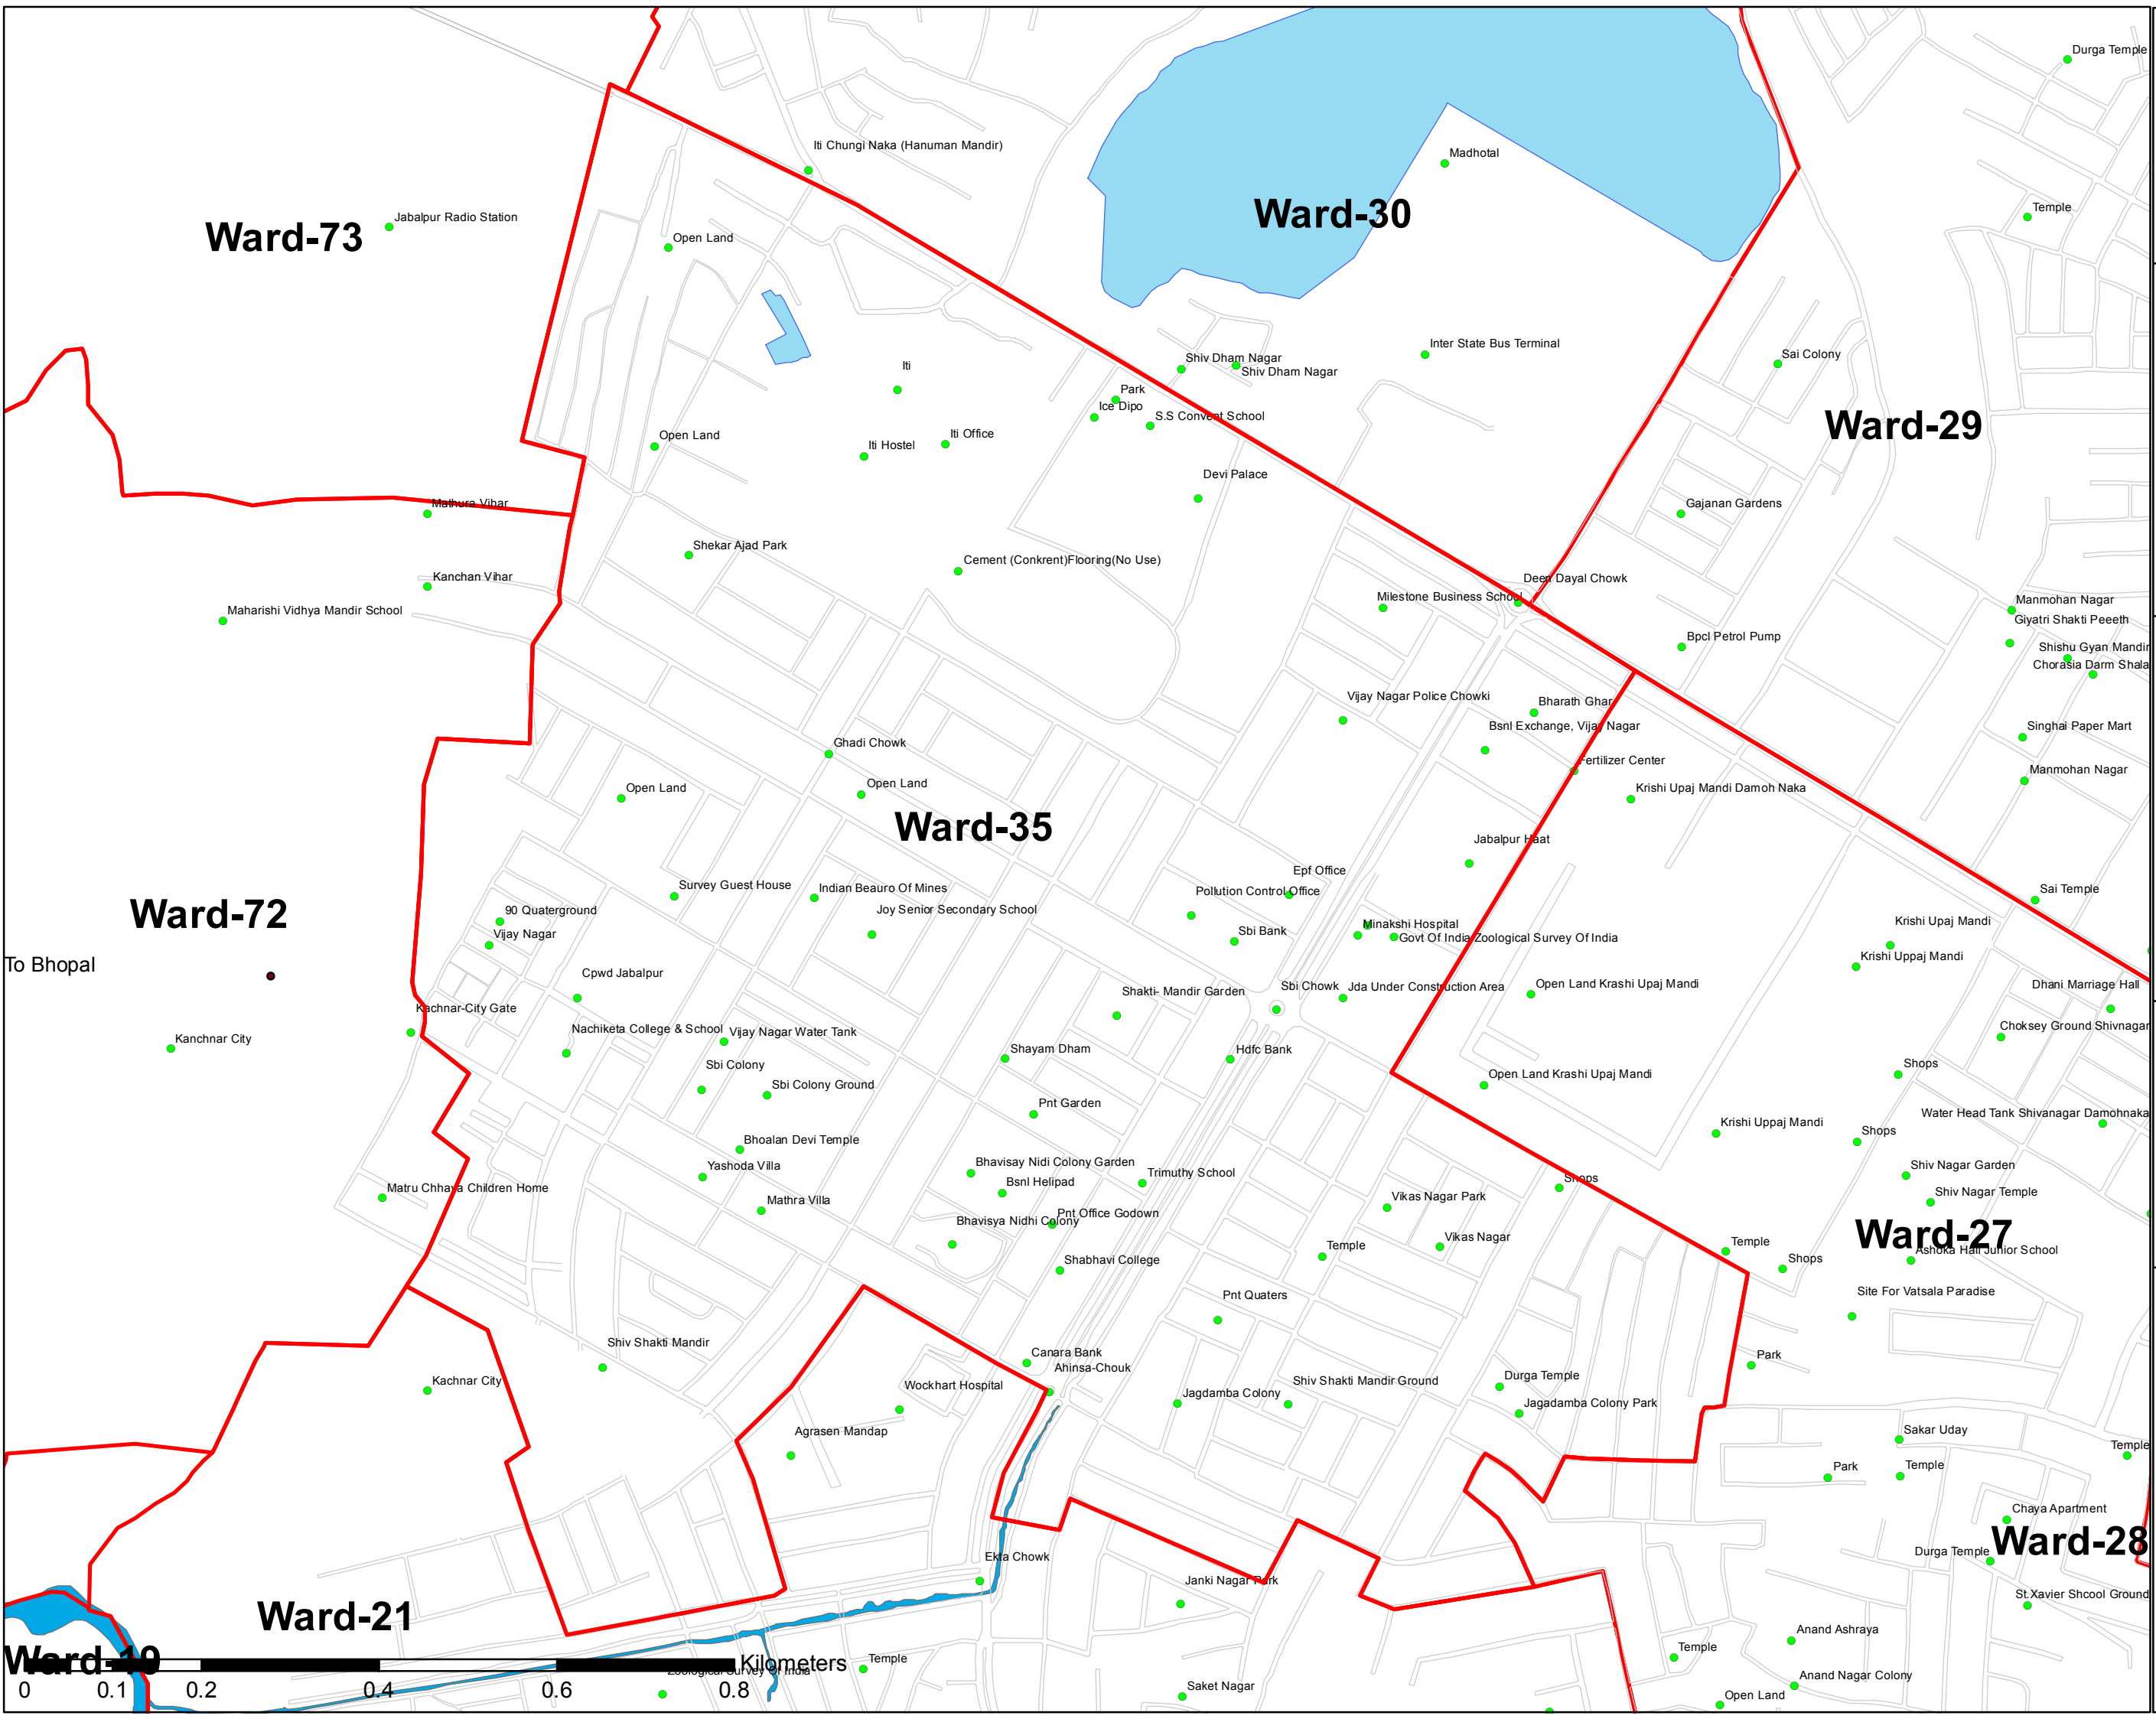 Durga Temple
Iti Chungi Naka (Hanuman Mandir)
Madhotal
Temple
Ward-30
Jabalpur Radio Station
Ward-73
Open Land
Inter State Bus Terminal
Sai Colony
Shiv Dham Nagar
Shiv Dham Nagar
Iti
Park
Ice Dipo
S.S Convent School
Ward-29
Open Land
Iti Office
Iti Hostel
Devi Palace
Mathura Vihar
Gajanan Gardens
Shekar Ajad Park
Cement (Conkrent)Flooring(No Use)
Kanchan Vihar
Deen Dayal Chowk
Milestone Business School
Manmohan Nagar
Maharishi Vidhya Mandir School
Giyatri Shakti Peeeth
Bpcl Petrol Pump
Shishu Gyan Mandir
Chorasia Darm Shala
Vijay Nagar Police Chowki
Bharath Ghar
Bsnl Exchange, Vijay Nagar
Singhai Paper Mart
Ghadi Chowk
Fertilizer Center
Manmohan Nagar
Open Land
Open Land
Krishi Upaj Mandi Damoh Naka
Ward-35
Jabalpur Haat
Epf Office
Survey Guest House
Indian Beauro Of Mines
Pollution Control Office
Sai Temple
Ward-72
90 Quaterground
Joy Senior Secondary School
Krishi Upaj Mandi
Minakshi Hospital
Sbi Bank
Govt Of India Zoological Survey Of India
Vijay Nagar
Krishi Uppaj Mandi
To Bhopal
Cpwd Jabalpur
Sbi Chowk
Jda Under Construction Area
Open Land Krashi Upaj Mandi
Dhani Marriage Hall
Shakti- Mandir Garden
Kachnar-City Gate
Nachiketa College & School
Vijay Nagar Water Tank
Choksey Ground Shivnagar
Kanchnar City
Shayam Dham
Hdfc Bank
Sbi Colony
Shops
Open Land Krashi Upaj Mandi
Sbi Colony Ground
Pnt Garden
Krishi Uppaj Mandi
Water Head Tank Shivanagar Damohnaka
Shops
Bhoalan Devi Temple
Yashoda Villa
Bhavisay Nidi Colony Garden
Trimuthy School
Shiv Nagar Garden
Bsnl Helipad
Shops
Matru Chhaya Children Home
Mathra Villa
Vikas Nagar Park
Shiv Nagar Temple
Bhavisya Nidhi Colony
Pnt Office Godown
Ward-27
Vikas Nagar
Temple
Temple
Ashoka Hall Junior School
Shabhavi College
Shops
Site For Vatsala Paradise
Pnt Quaters
Shiv Shakti Mandir
Canara Bank
Park
Ahinsa-Chouk
Kachnar City
Wockhart Hospital
Jagdamba Colony
Shiv Shakti Mandir Ground
Durga Temple
Jagadamba Colony Park
Agrasen Mandap
Sakar Uday
Temple
Park
Temple
Chaya Apartment
Ward-28
Durga Temple
Ekta Chowk
Janki Nagar Park
St.Xavier Shcool Ground
Ward-21
Anand Ashraya
Ward-19
Kilometers
Zoological Survey Of India
Temple
Temple
Anand Nagar Colony
Saket Nagar
Open Land
0 0.1 0.2 0.4 0.6 0.8